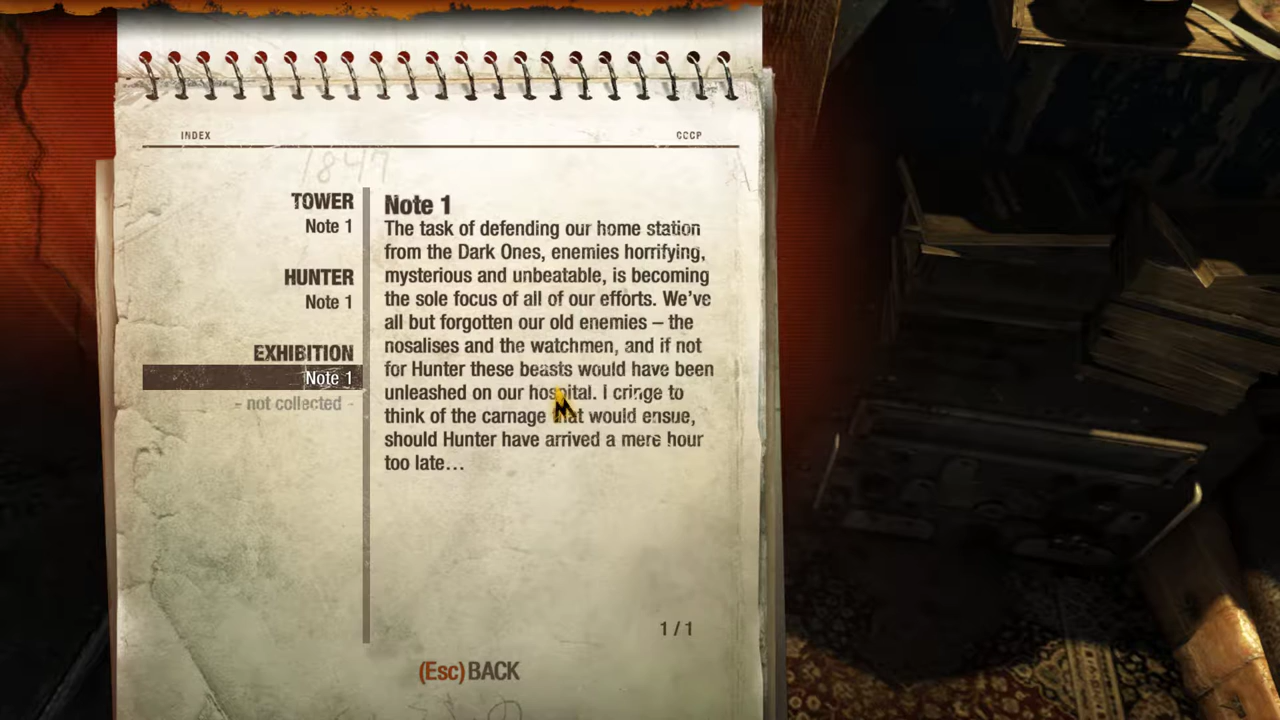 INDEX
CCCP
1847
TOWER
Note 1
HUNTER
Note 1
EXHIBITION
Note 1
- not collected -
Note 1
The task of defending our home station
from the Dark Ones, enemies horrifying,
mysterious and unbeatable, is becoming
the sole focus of all of our efforts. We've
all but forgotten our old enemies – the
nosalises and the watchmen, and if not
for Hunter these beasts would have been
unleashed on our hospital. I cringe to
think of the carnage that would ensue,
should Hunter have arrived a mere hour
too late...
1 / 1
(Esc) BACK